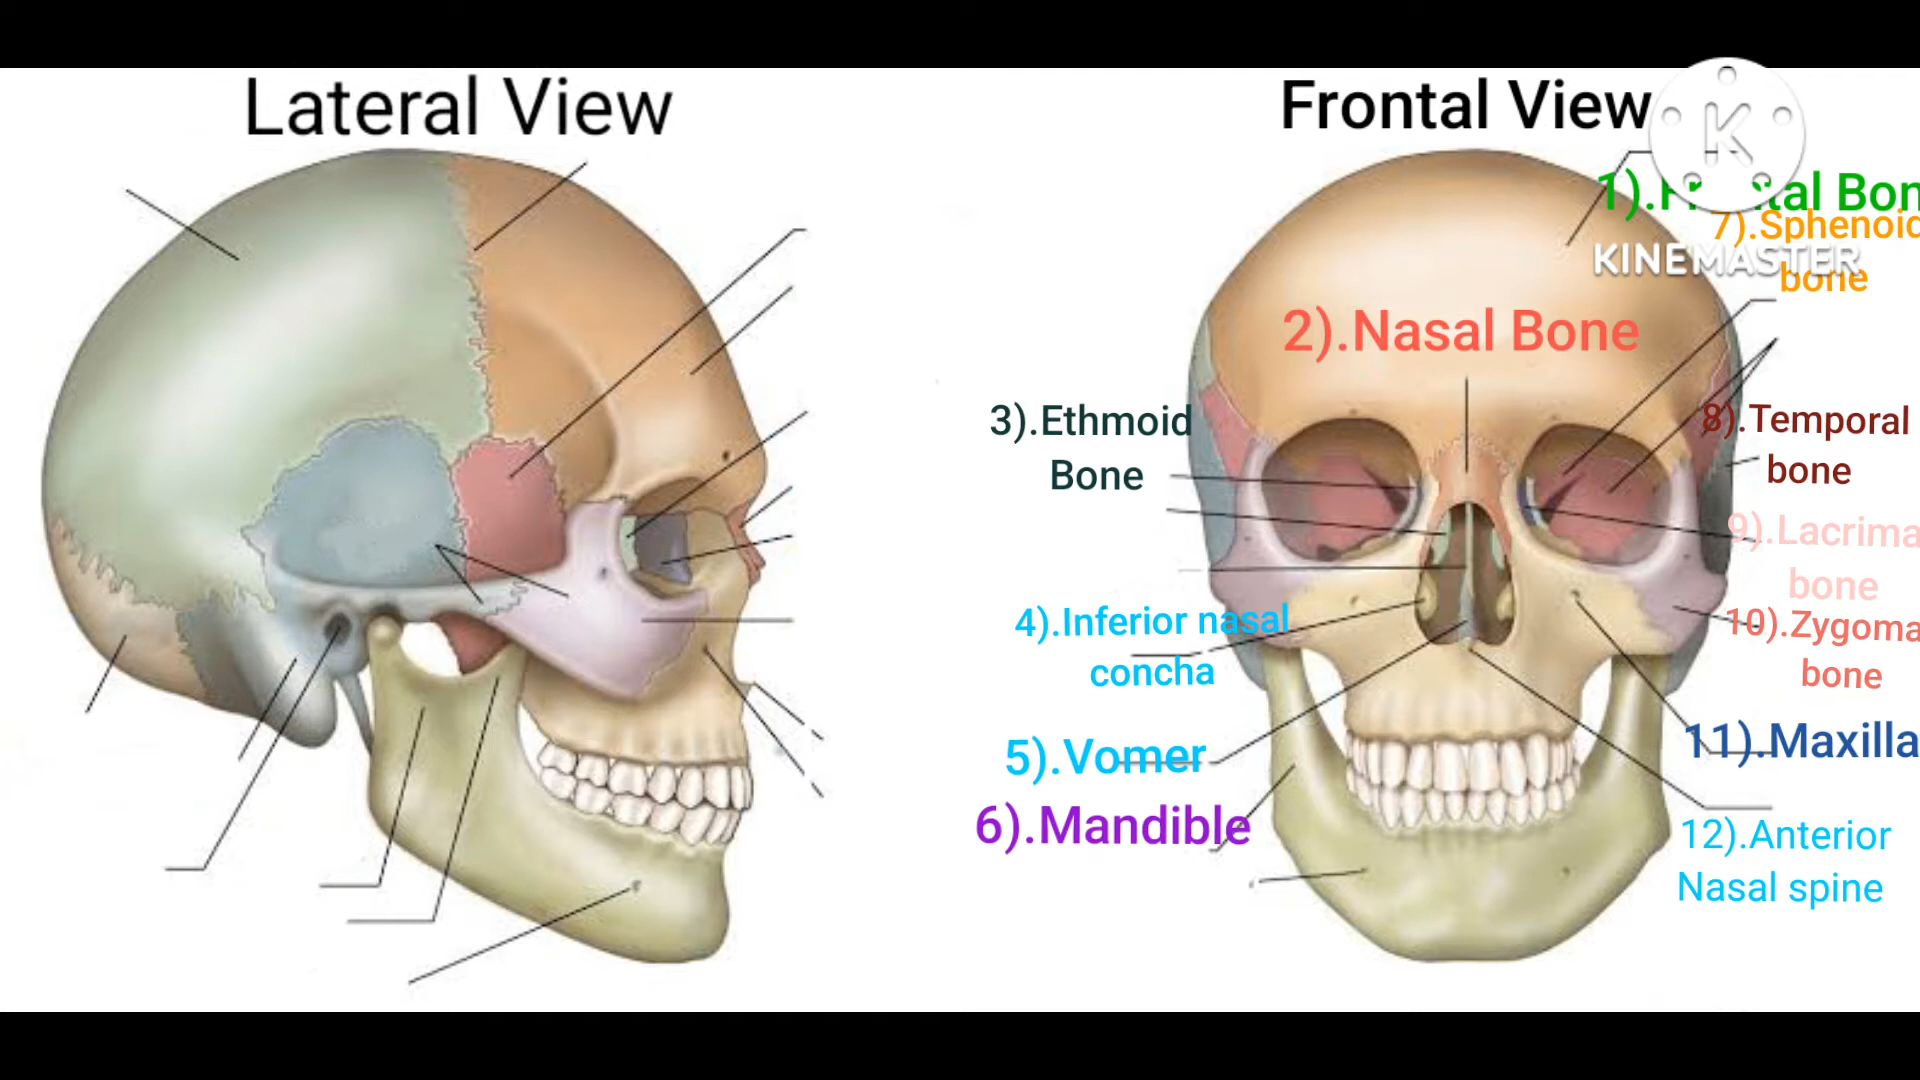 Lateral View
Frontal View
K
1).Frontal Bon
7).Sphenoid
bone
KINEMASTER
2).Nasal Bone
3).Ethmoid
Bone
8).Temporal
bone
9).Lacrima
bone
4).Inferior nasal
concha
10).Zygoma
bone
5).Vomer
11).Maxilla
6).Mandible
12).Anterior
Nasal spine